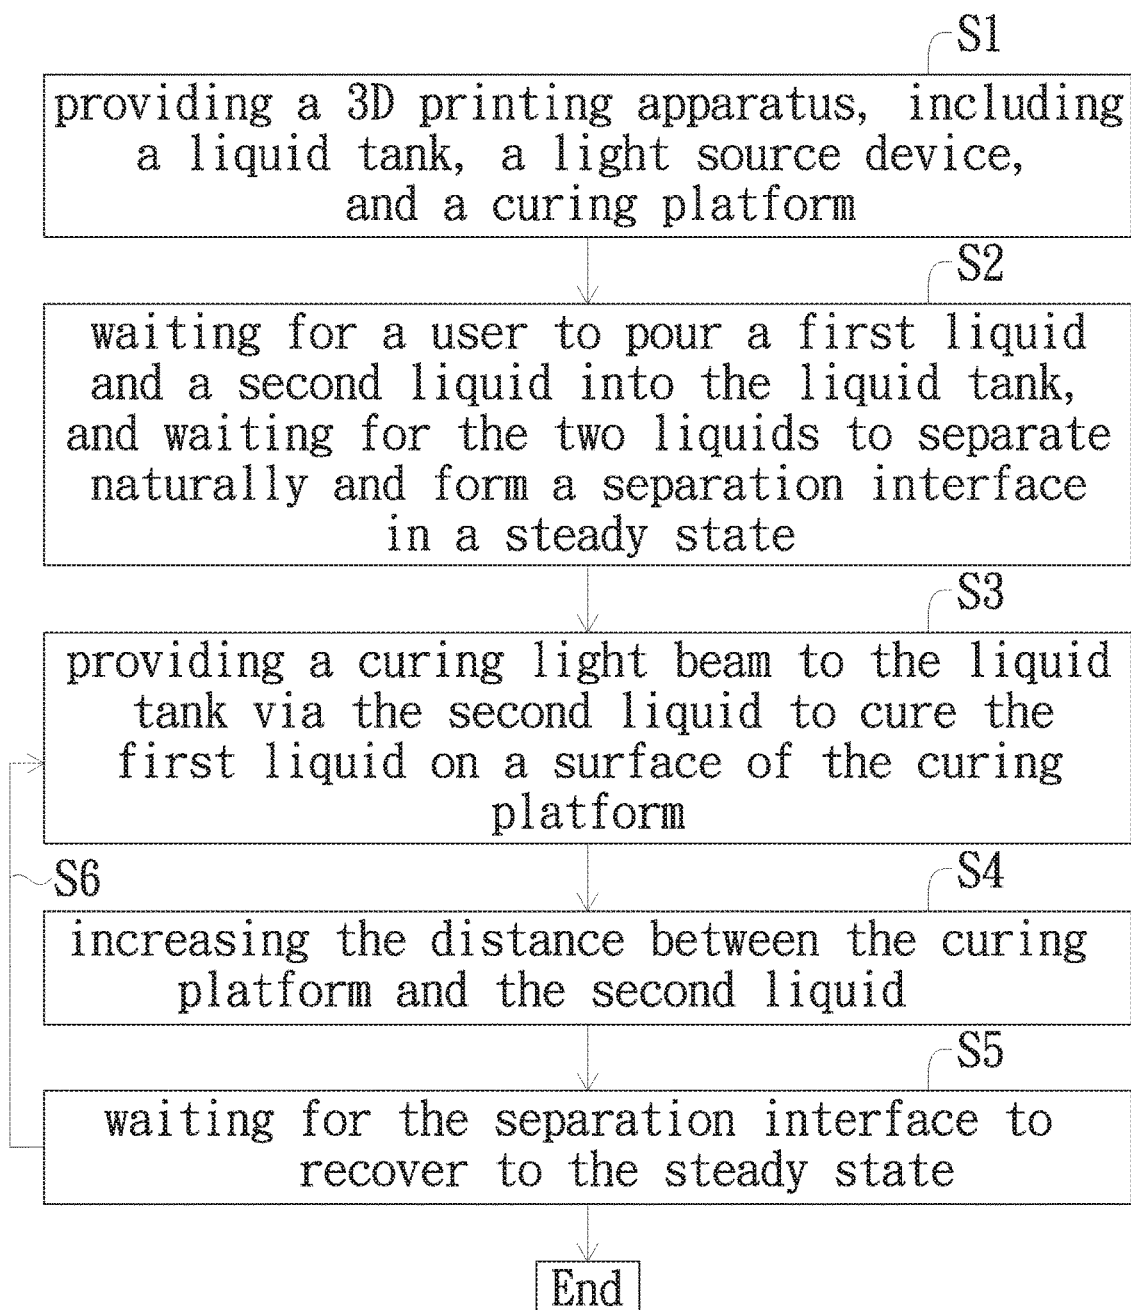 S1
providing a 3D printing apparatus, including
a liquid tank, a light source device,
and a curing platform
S2
waiting for a user to pour a first liquid
and a second liquid into the liquid tank,
and waiting for the two liquids to separate
naturally and form a separation interface
in a steady state
S3
providing a curing light beam to the liquid
tank via the second liquid to cure the
first liquid on a surface of the curing
platform
S6
S4
increasing the distance between the curing
platform and the second liquid
S5
waiting for the separation interface to
recover to the steady state
End